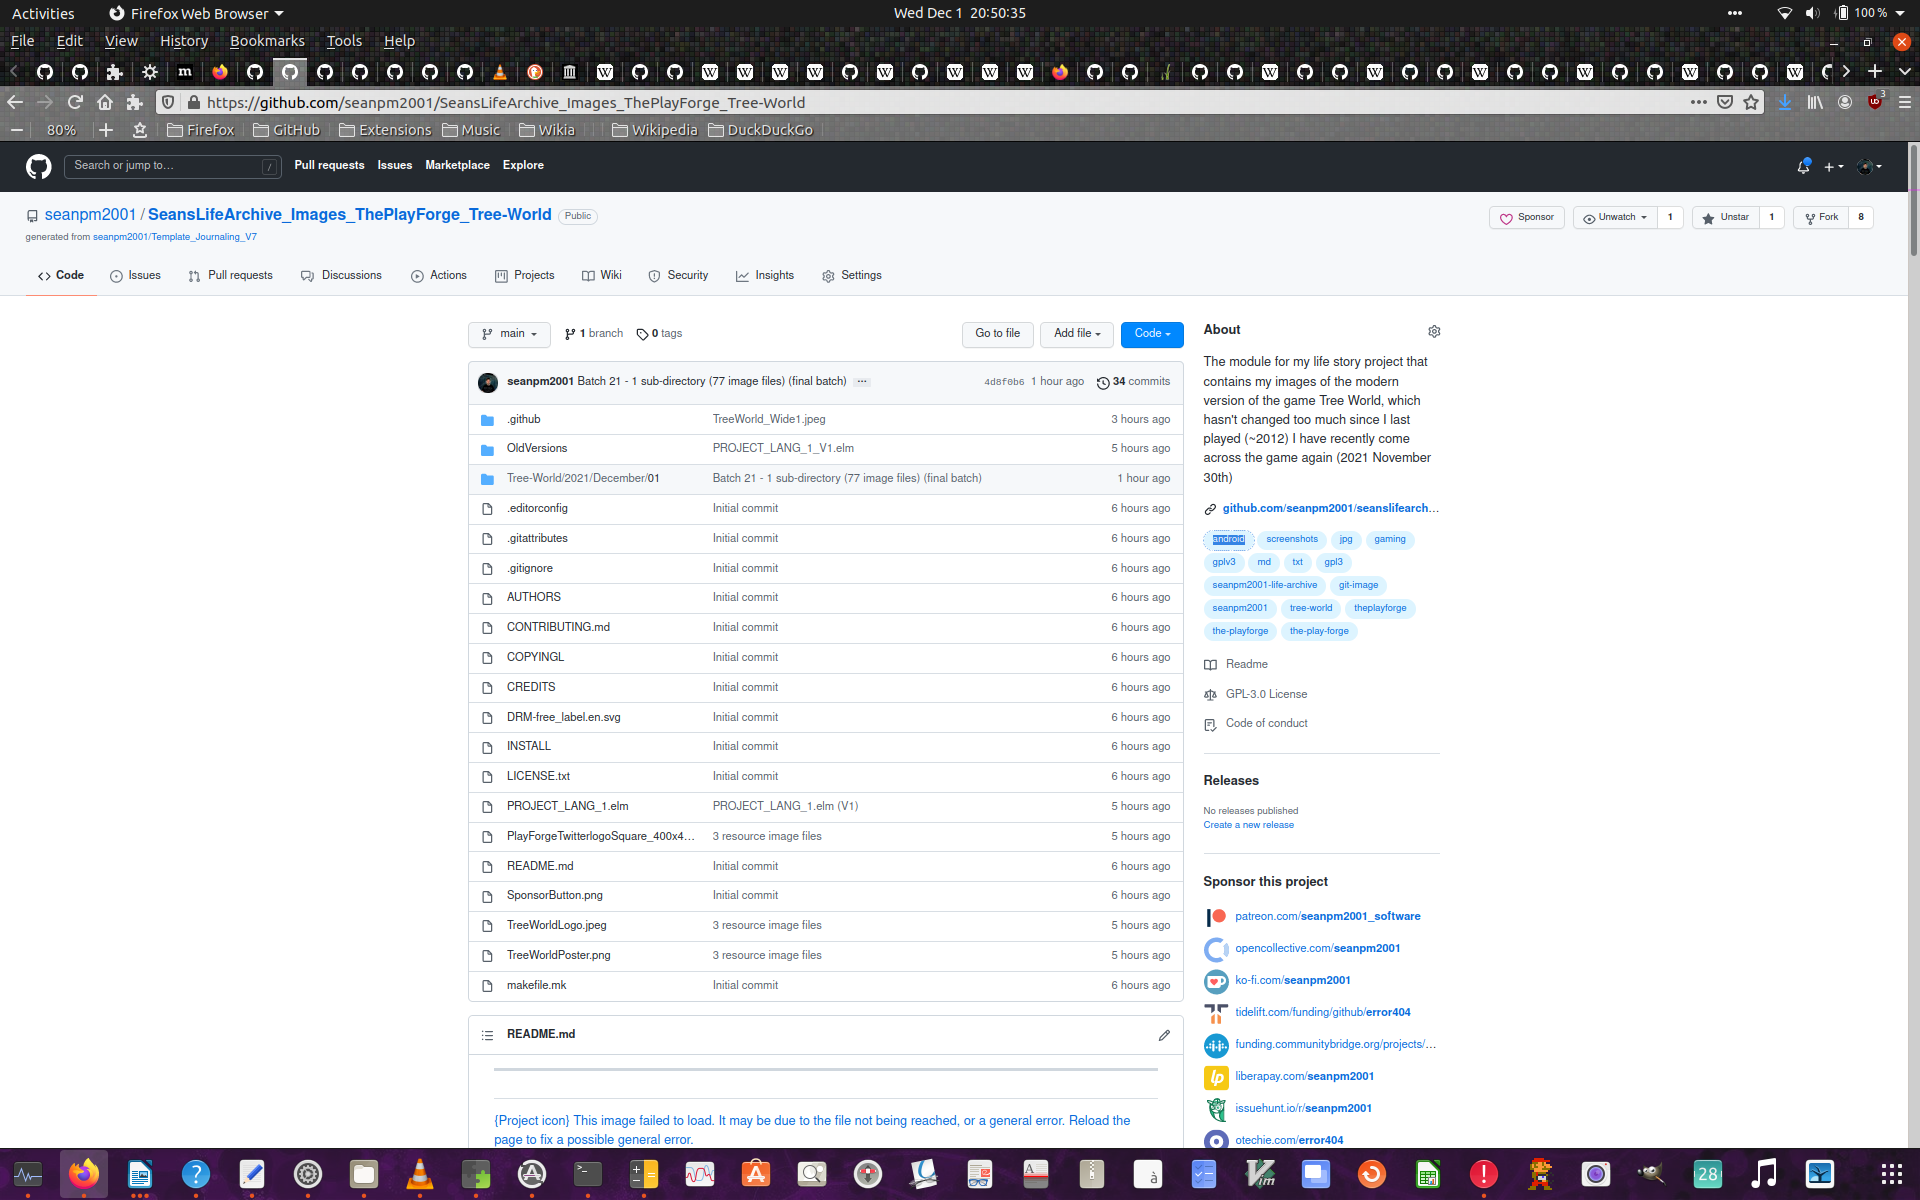 Activities Firefox Web Browser Wed Dec 1 20:50:35 100 %
File Edit View History Bookmarks Tools Help
https://github.com/seanpm2001/SeansLifeArchive_Images_ThePlayForge_Tree-World
80% Firefox GitHub Extensions Music Wikia Wikipedia DuckDuckGo
Search or jump to… / Pull requests Issues Marketplace Explore
seanpm2001 / SeansLifeArchive_Images_ThePlayForge_Tree-World Public
Sponsor Unwatch 1 Unstar 1 Fork 8
generated from seanpm2001/Template_Journaling_V7
Code Issues Pull requests Discussions Actions Projects Wiki Security Insights Settings
main 1 branch 0 tags Go to file Add file Code
seanpm2001 Batch 21 - 1 sub-directory (77 image files) (final batch) ... 4d8f0b6 1 hour ago 34 commits
.github TreeWorld_Wide1.jpeg 3 hours ago
OldVersions PROJECT_LANG_1_V1.elm 5 hours ago
Tree-World/2021/December/01 Batch 21 - 1 sub-directory (77 image files) (final batch) 1 hour ago
.editorconfig Initial commit 6 hours ago
.gitattributes Initial commit 6 hours ago
.gitignore Initial commit 6 hours ago
AUTHORS Initial commit 6 hours ago
CONTRIBUTING.md Initial commit 6 hours ago
COPYINGL Initial commit 6 hours ago
CREDITS Initial commit 6 hours ago
DRM-free_label.en.svg Initial commit 6 hours ago
INSTALL Initial commit 6 hours ago
LICENSE.txt Initial commit 6 hours ago
PROJECT_LANG_1.elm PROJECT_LANG_1.elm (V1) 5 hours ago
PlayForgeTwitterlogoSquare_400x4… 3 resource image files 5 hours ago
README.md Initial commit 6 hours ago
SponsorButton.png Initial commit 6 hours ago
TreeWorldLogo.jpeg 3 resource image files 5 hours ago
TreeWorldPoster.png 3 resource image files 5 hours ago
makefile.mk Initial commit 6 hours ago
README.md
{Project icon} This image failed to load. It may be due to the file not being reached, or a general error. Reload the
page to fix a possible general error.
About
The module for my life story project that
contains my images of the modern
version of the game Tree World, which
hasn't changed too much since I last
played (~2012) I have recently come
across the game again (2021 November
30th)
github.com/seanpm2001/seanslifearch…
android screenshots jpg gaming
gplv3 md txt gpl3
seanpm2001-life-archive git-image
seanpm2001 tree-world theplayforge
the-playforge the-play-forge
Readme
GPL-3.0 License
Code of conduct
Releases
No releases published
Create a new release
Sponsor this project
patreon.com/seanpm2001_software
opencollective.com/seanpm2001
ko-fi.com/seanpm2001
tidelift.com/funding/github/error404
funding.communitybridge.org/projects/…
liberapay.com/seanpm2001
issuehunt.io/r/seanpm2001
otechie.com/error404
28